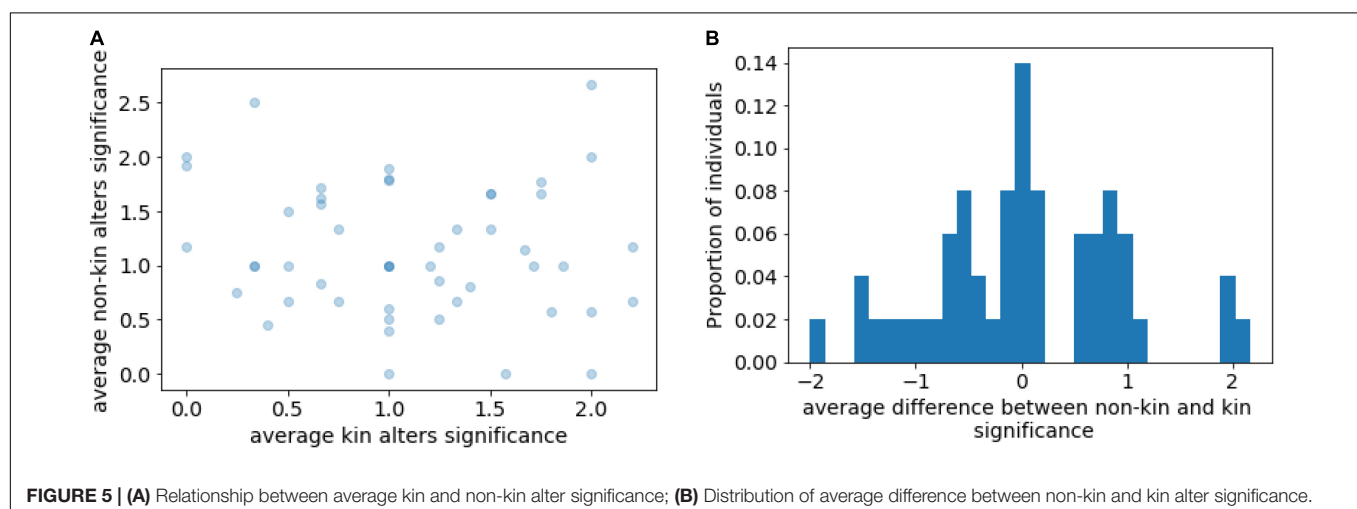 A
average non-kin alters significance
2.5
2.0
1.5
1.0
0.5
0.0
0.0 0.5 1.0 1.5 2.0
average kin alters significance
B
Proportion of individuals
0.14
0.12
0.10
0.08
0.06
0.04
0.02
0.00
−2 −1 0 1 2
average difference between non-kin and kin
significance
FIGURE 5 | (A) Relationship between average kin and non-kin alter significance; (B) Distribution of average difference between non-kin and kin alter significance.